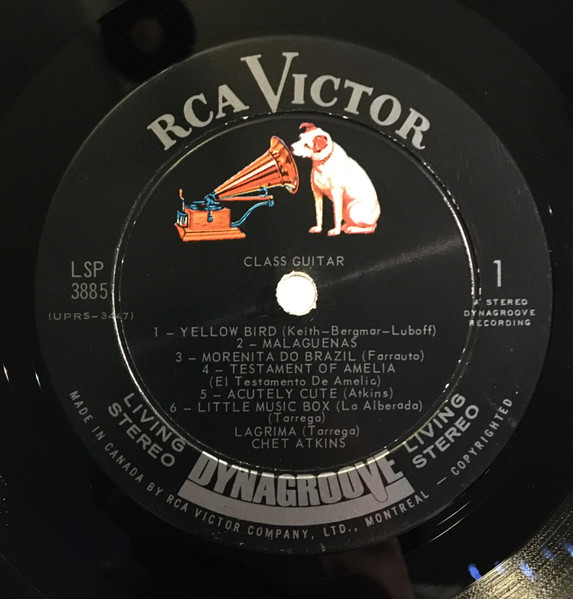 RCA VICTOR
CLASS GUITAR
LSP
3885
(UPRS-3447)
1
A STEREO
DYNAGROOVE
RECORDING
1 – YELLOW BIRD (Keith-Bergmar-Luboff)
2 – MALAGUENAS
3 – MORENITA DO BRAZIL (Farrauto)
4 – TESTAMENT OF AMELIA
(El Testamento De Amelia)
5 – ACUTELY CUTE (Atkins)
6 – LITTLE MUSIC BOX (La Alberada)
(Tarrega)
LAGRIMA (Tarrega)
CHET ATKINS
LIVING
STEREO
DYNAGROOVE
LIVING
STEREO
MADE IN CANADA BY RCA VICTOR COMPANY, LTD., MONTREAL – COPYRIGHTED.